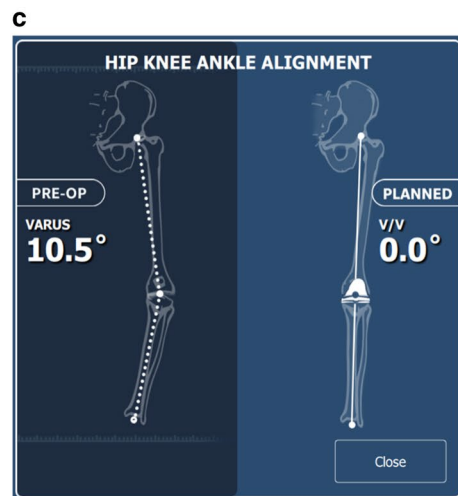 c
HIP KNEE ANKLE ALIGNMENT
PRE-OP
VARUS
10.5°
PLANNED
V/V
0.0°
Close